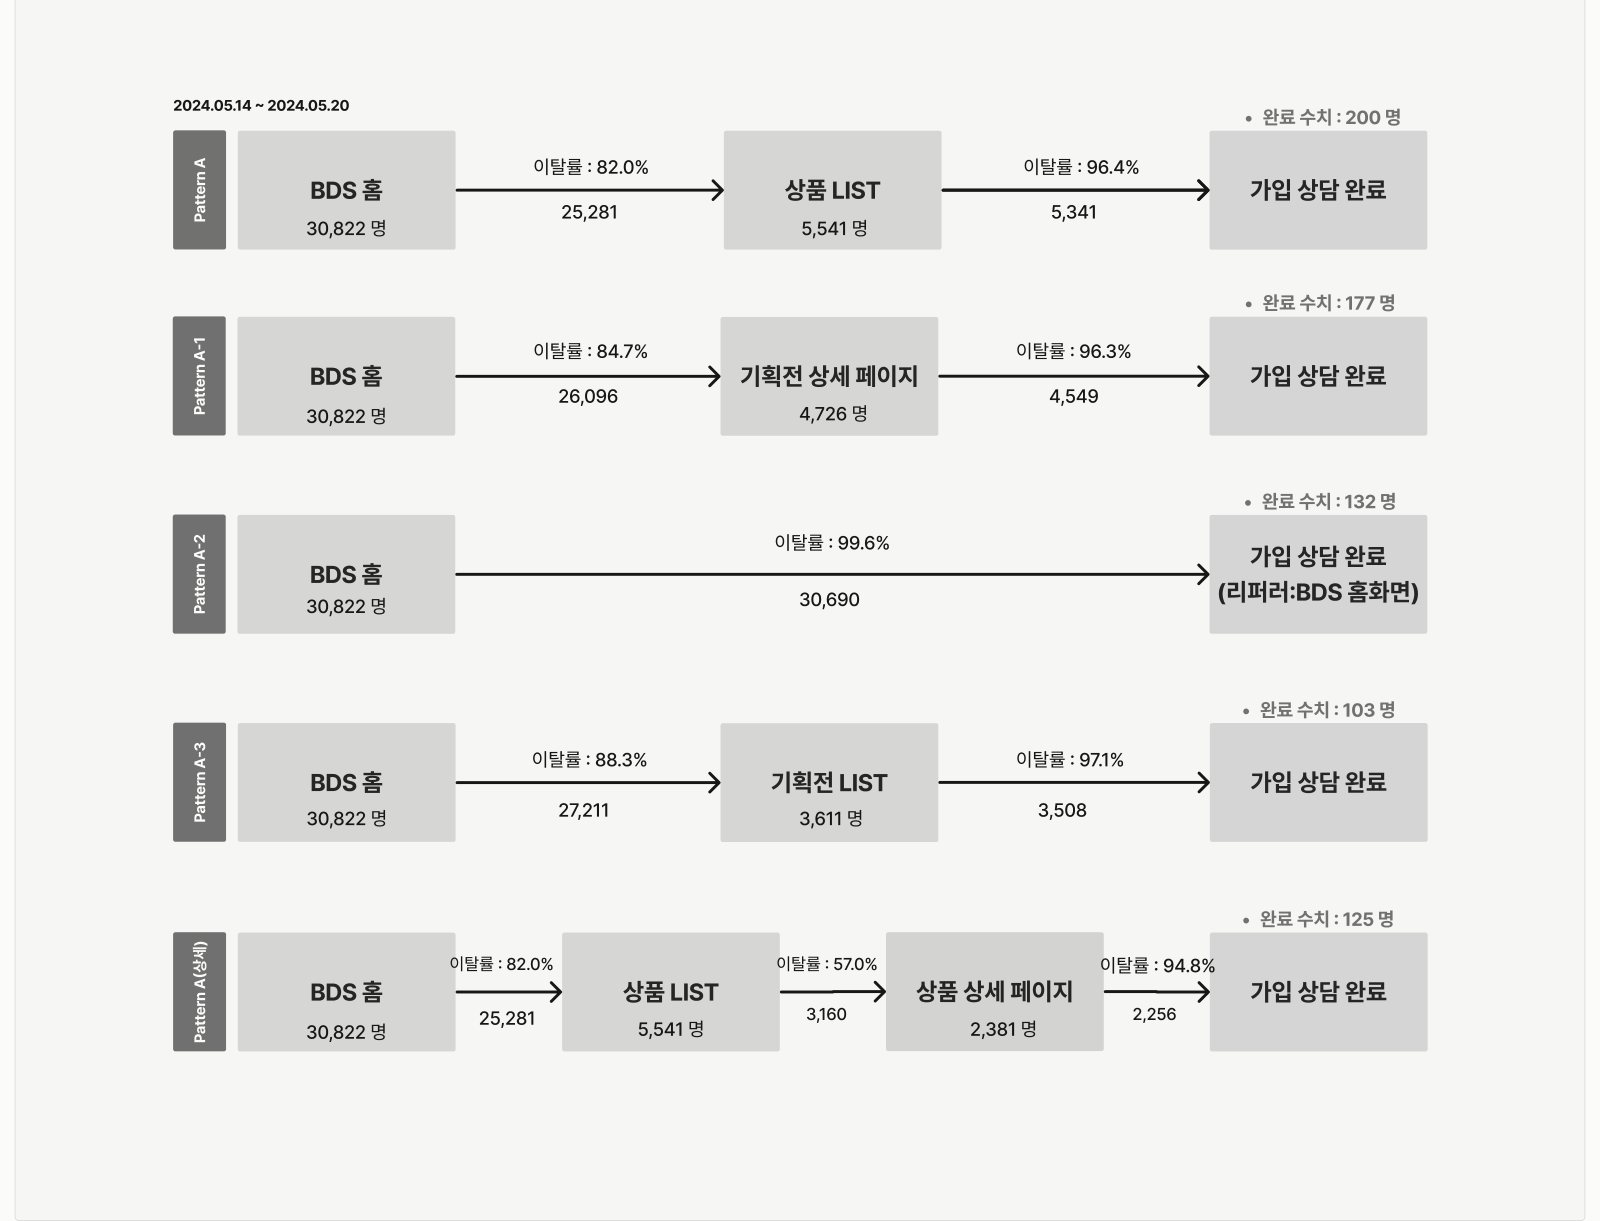 2024.05.14 ~ 2024.05.20
• 완료 수치 : 200 명
Pattern A
BDS 홈
30,822 명
이탈률 : 82.0%
25,281
상품 LIST
5,541 명
이탈률 : 96.4%
5,341
가입 상담 완료
• 완료 수치 : 177 명
Pattern A-1
BDS 홈
30,822 명
이탈률 : 84.7%
26,096
기획전 상세 페이지
4,726 명
이탈률 : 96.3%
4,549
가입 상담 완료
• 완료 수치 : 132 명
Pattern A-2
BDS 홈
30,822 명
이탈률 : 99.6%
30,690
가입 상담 완료
(리퍼러:BDS 홈화면)
• 완료 수치 : 103 명
Pattern A-3
BDS 홈
30,822 명
이탈률 : 88.3%
27,211
기획전 LIST
3,611 명
이탈률 : 97.1%
3,508
가입 상담 완료
• 완료 수치 : 125 명
Pattern A(상세)
BDS 홈
30,822 명
이탈률 : 82.0%
25,281
상품 LIST
5,541 명
이탈률 : 57.0%
3,160
상품 상세 페이지
2,381 명
이탈률 : 94.8%
2,256
가입 상담 완료